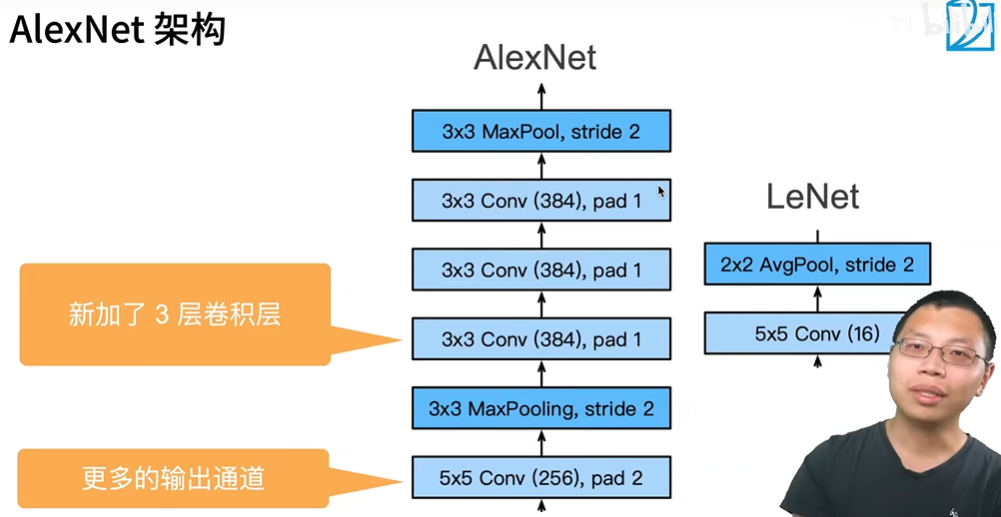 AlexNet 架构
AlexNet
3x3 MaxPool, stride 2
3x3 Conv (384), pad 1
3x3 Conv (384), pad 1
3x3 Conv (384), pad 1
3x3 MaxPooling, stride 2
5x5 Conv (256), pad 2
新加了 3 层卷积层
更多的输出通道
LeNet
2x2 AvgPool, stride 2
5x5 Conv (16)